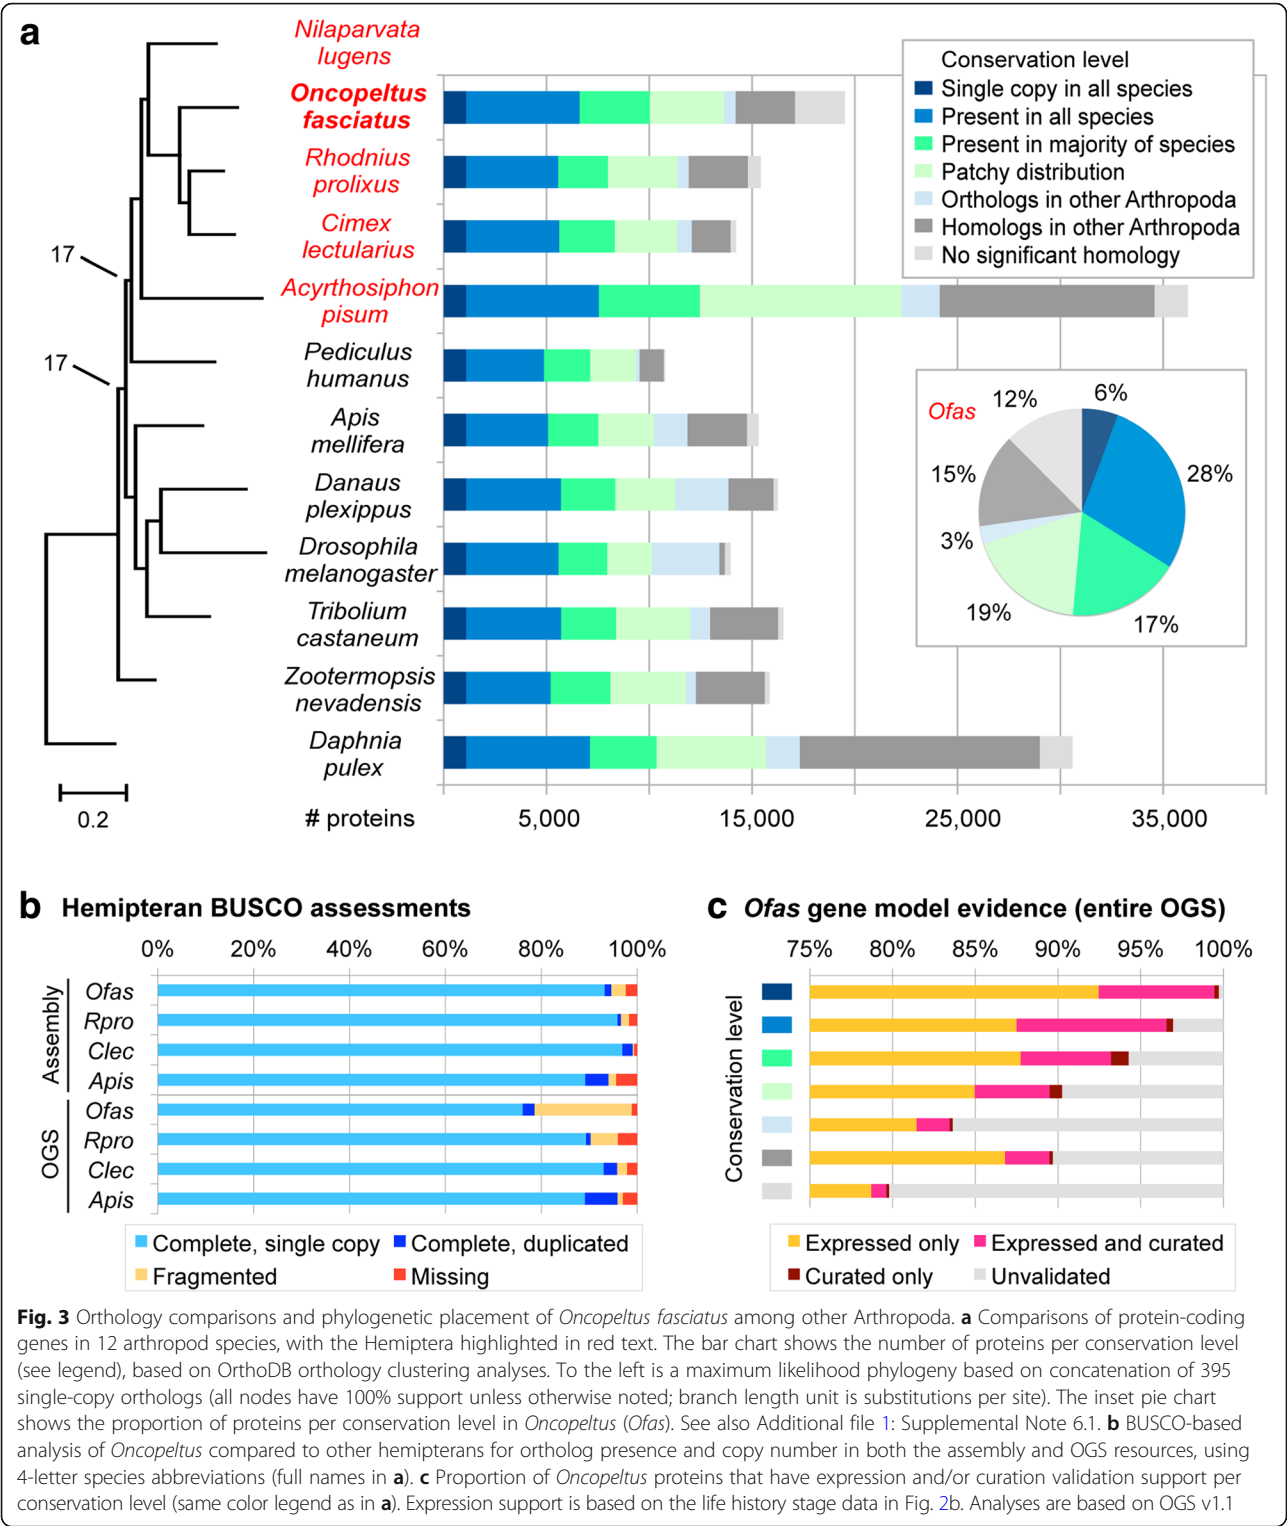 a
Nilaparvata
lugens
Oncopeltus
fasciatus
Rhodnius
prolixus
Cimex
lectularius
Acyrthosiphon
pisum
Pediculus
humanus
Apis
mellifera
Danaus
plexippus
Drosophila
melanogaster
Tribolium
castaneum
Zootermopsis
nevadensis
Daphnia
pulex
17
17
0.2
# proteins
5,000
15,000
25,000
35,000
Conservation level
Single copy in all species
Present in all species
Present in majority of species
Patchy distribution
Orthologs in other Arthropoda
Homologs in other Arthropoda
No significant homology
Ofas
12%
6%
28%
15%
3%
19%
17%
b Hemipteran BUSCO assessments
0% 20% 40% 60% 80% 100%
Assembly
Ofas
Rpro
Clec
Apis
OGS
Ofas
Rpro
Clec
Apis
Complete, single copy Complete, duplicated
Fragmented Missing
c Ofas gene model evidence (entire OGS)
75% 80% 85% 90% 95% 100%
Conservation level
Expressed only Expressed and curated
Curated only Unvalidated
Fig. 3 Orthology comparisons and phylogenetic placement of Oncopeltus fasciatus among other Arthropoda. a Comparisons of protein-coding
genes in 12 arthropod species, with the Hemiptera highlighted in red text. The bar chart shows the number of proteins per conservation level
(see legend), based on OrthoDB orthology clustering analyses. To the left is a maximum likelihood phylogeny based on concatenation of 395
single-copy orthologs (all nodes have 100% support unless otherwise noted; branch length unit is substitutions per site). The inset pie chart
shows the proportion of proteins per conservation level in Oncopeltus (Ofas). See also Additional file 1: Supplemental Note 6.1. b BUSCO-based
analysis of Oncopeltus compared to other hemipterans for ortholog presence and copy number in both the assembly and OGS resources, using
4-letter species abbreviations (full names in a). c Proportion of Oncopeltus proteins that have expression and/or curation validation support per
conservation level (same color legend as in a). Expression support is based on the life history stage data in Fig. 2b. Analyses are based on OGS v1.1